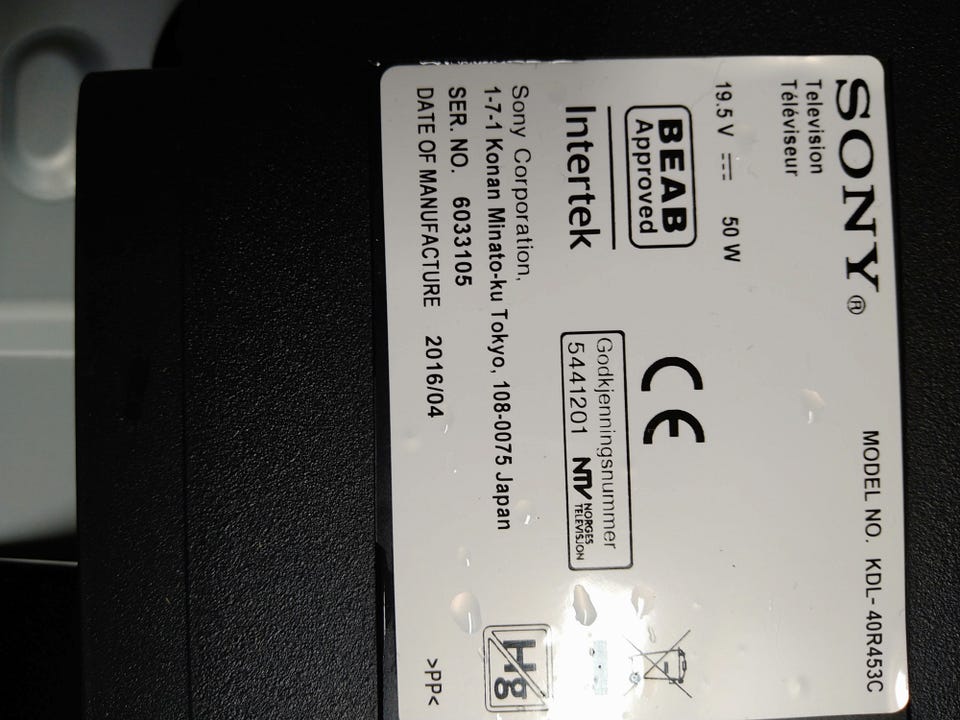 SONY®
MODEL NO. KDL-40R453C
Television
Téléviseur
19.5 V 50 W
BEAB
Approved
Intertek
CE
Godkjenningsnummer
5441201 NTV NORGES
TELEVISJON
Sony Corporation,
1-7-1 Konan Minato-ku Tokyo, 108-0075 Japan
SER. NO. 6033105
DATE OF MANUFACTURE 2016/04
Hg
>PP<